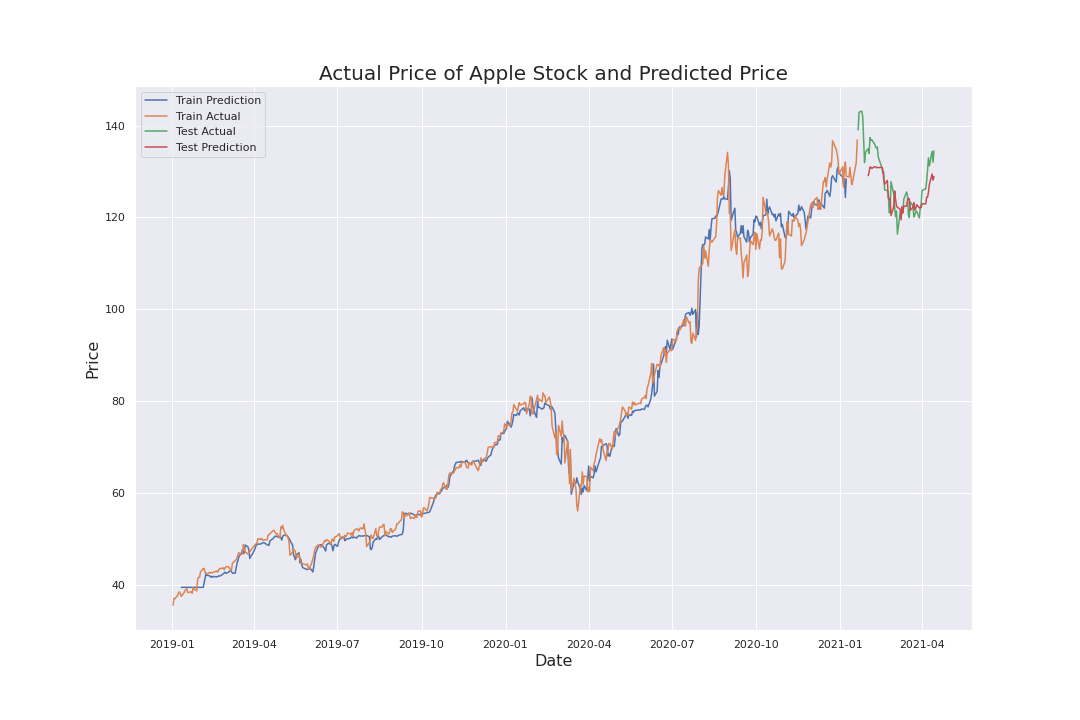 Actual Price of Apple Stock and Predicted Price
Train Prediction
Train Actual
Test Actual
Test Prediction
140
120
100
80
60
40
Price
2019-01 2019-04 2019-07 2019-10 2020-01 2020-04 2020-07 2020-10 2021-01 2021-04
Date